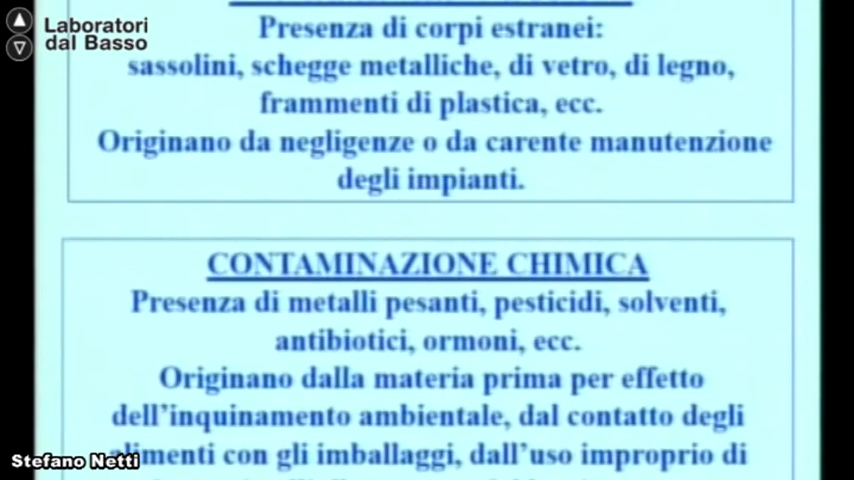 Laboratori
dal Basso
Presenza di corpi estranei:
sassolini, schegge metalliche, di vetro, di legno,
frammenti di plastica, ecc.
Originano da negligenze o da carente manutenzione
degli impianti.
CONTAMINAZIONE CHIMICA
Presenza di metalli pesanti, pesticidi, solventi,
antibiotici, ormoni, ecc.
Originano dalla materia prima per effetto
dell'inquinamento ambientale, dal contatto degli
alimenti con gli imballaggi, dall'uso improprio di
Stefano Netti